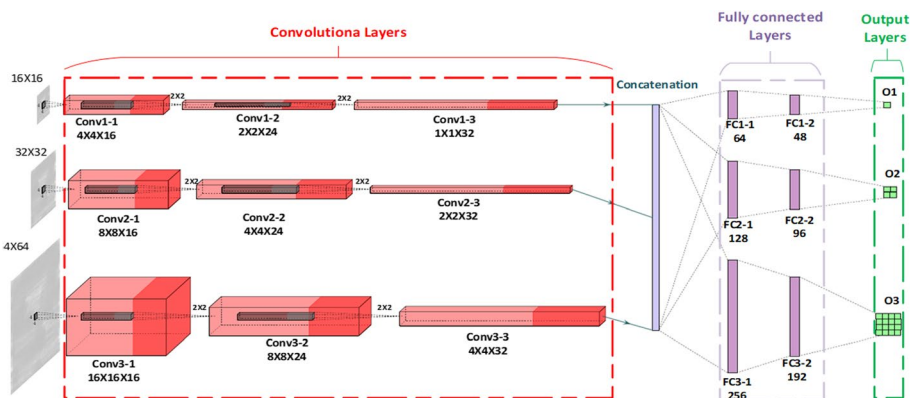 Convolutiona Layers
Fully connected
Layers
Output
Layers
16X16
2X2
2X2
Concatenation
O1
Conv1-1
4X4X16
Conv1-2
2X2X24
Conv1-3
1X1X32
FC1-1
64
FC1-2
48
32X32
2X2
2X2
O2
Conv2-1
8X8X16
Conv2-2
4X4X24
Conv2-3
2X2X32
FC2-1
128
FC2-2
96
4X64
2X2
2X2
O3
Conv3-1
16X16X16
Conv3-2
8X8X24
Conv3-3
4X4X32
FC3-1
256
FC3-2
192